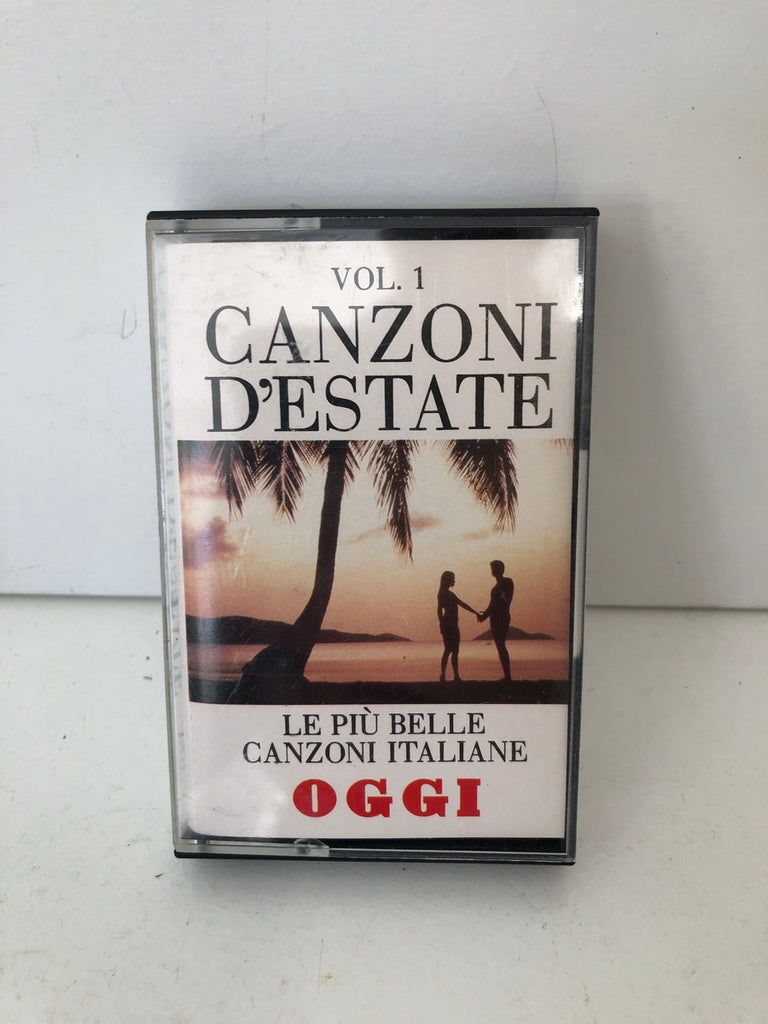 VOL. 1
CANZONI
D'ESTATE
LE PIÙ BELLE
CANZONI ITALIANE
OGGI